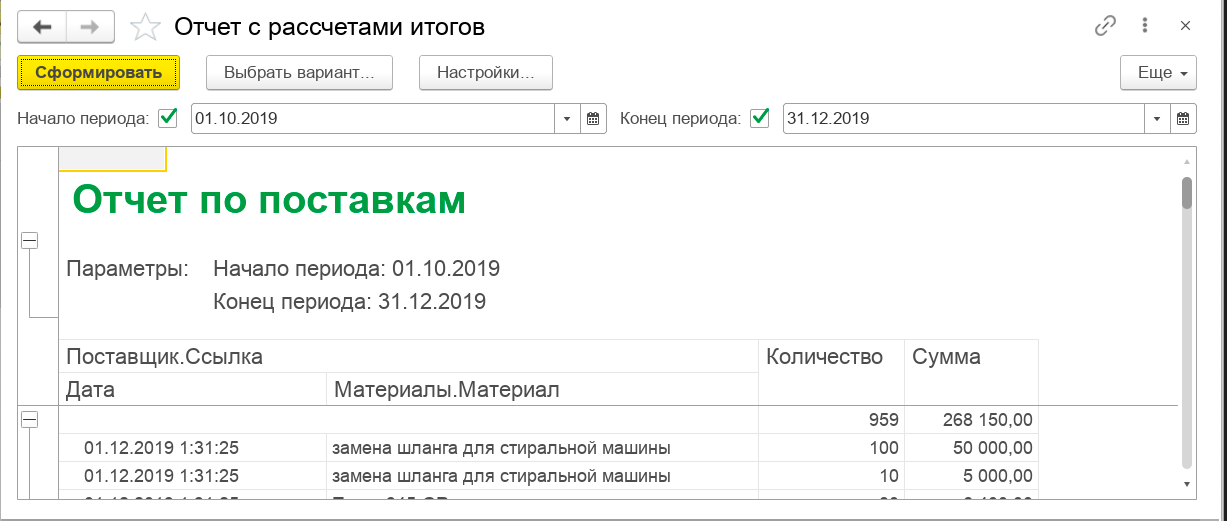 Отчет с рассчетами итогов
Сформировать Выбрать вариант... Настройки... Еще
Начало периода: 01.10.2019 Конец периода: 31.12.2019
Отчет по поставкам
Параметры: Начало периода: 01.10.2019
Конец периода: 31.12.2019
Поставщик.Ссылка Количество Сумма
Дата Материалы.Материал
959 268 150,00
01.12.2019 1:31:25 замена шланга для стиральной машины 100 50 000,00
01.12.2019 1:31:25 замена шланга для стиральной машины 10 5 000,00